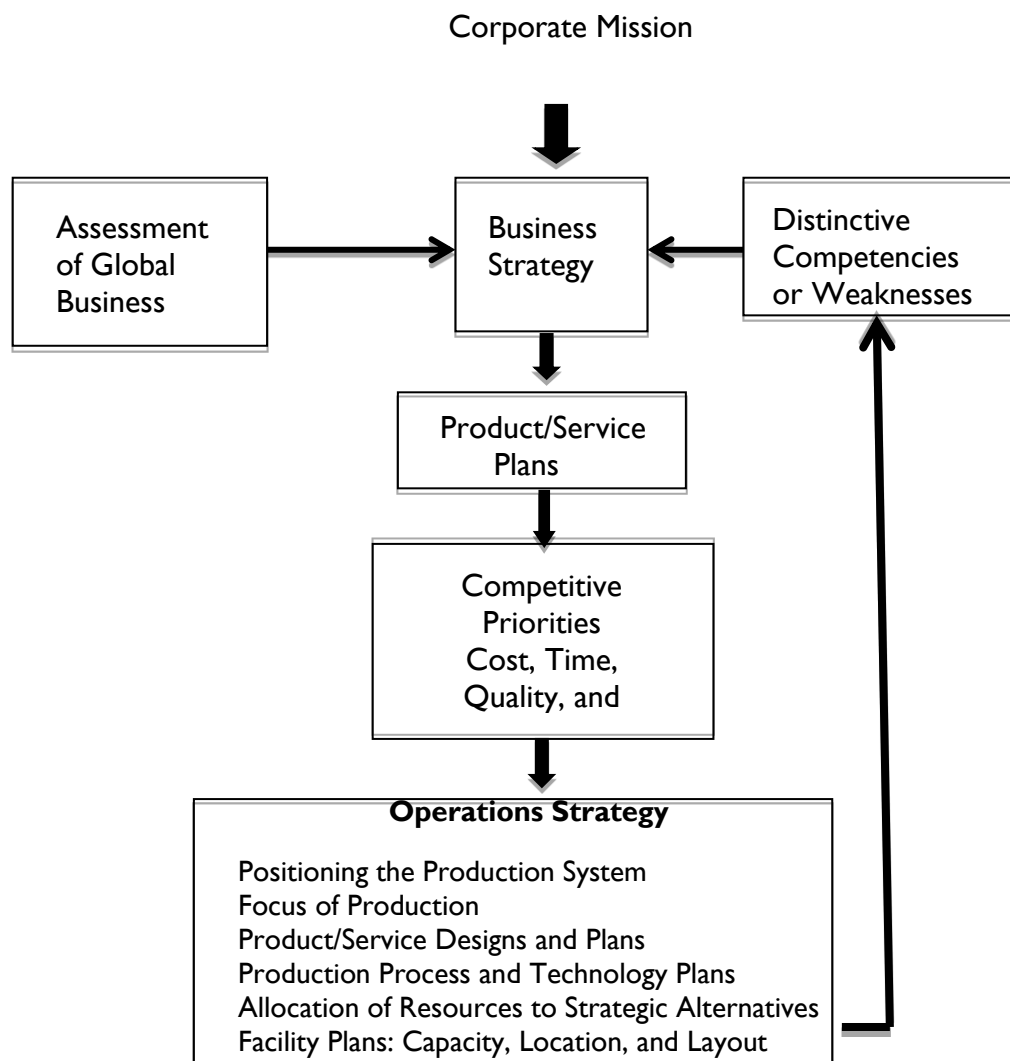 Corporate Mission
Assessment
of Global
Business
Business
Strategy
Distinctive
Competencies
or Weaknesses
Product/Service
Plans
Competitive
Priorities
Cost, Time,
Quality, and
Operations Strategy
Positioning the Production System
Focus of Production
Product/Service Designs and Plans
Production Process and Technology Plans
Allocation of Resources to Strategic Alternatives
Facility Plans: Capacity, Location, and Layout